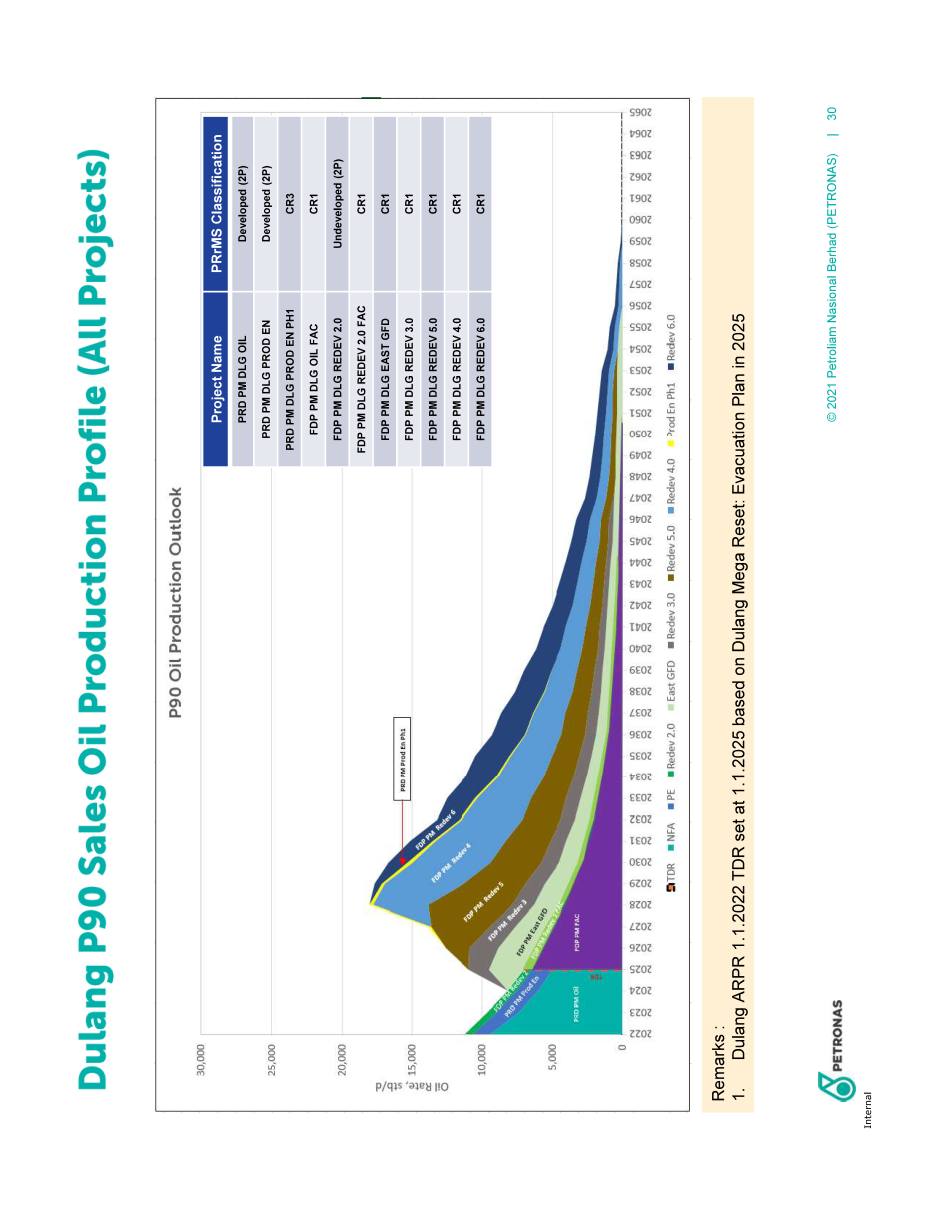 Dulang P90 Sales Oil Production Profile (All Projects)
P90 Oil Production Outlook
Oil Rate, stb/d
30,000
25,000
20,000
15,000
10,000
5,000
0
Project Name PRrMS Classification
PRD PM DLG OIL Developed (2P)
PRD PM DLG PROD EN Developed (2P)
PRD PM DLG PROD EN PH1 CR3
FDP PM DLG OIL FAC CR1
FDP PM DLG REDEV 2.0 Undeveloped (2P)
FDP PM DLG REDEV 2.0 FAC CR1
FDP PM DLG EAST GFD CR1
FDP PM DLG REDEV 3.0 CR1
FDP PM DLG REDEV 5.0 CR1
FDP PM DLG REDEV 4.0 CR1
FDP PM DLG REDEV 6.0 CR1
PRD PM Prod En Ph1
FDP PM Redev 6
FDP PM Redev 4
FDP PM Redev 5
FDP PM Redev 3
FDP PM East GFD
FDP PM Redev 2
PRD PM Prod En
FDP PM FAC
PRD PM Oil
TDR
2022 2023 2024 2025 2026 2027 2028 2029 2030 2031 2032 2033 2034 2035 2036 2037 2038 2039 2040 2041 2042 2043 2044 2045 2046 2047 2048 2049 2050 2051 2052 2053 2054 2055 2056 2057 2058 2059 2060 2061 2062 2063 2064 2065
TDR NFA PE Redev 2.0 East GFD Redev 3.0 Redev 5.0 Redev 4.0 Prod En Ph1 Redev 6.0
Remarks :
1. Dulang ARPR 1.1.2022 TDR set at 1.1.2025 based on Dulang Mega Reset: Evacuation Plan in 2025
PETRONAS
© 2021 Petroliam Nasional Berhad (PETRONAS) | 30
Internal